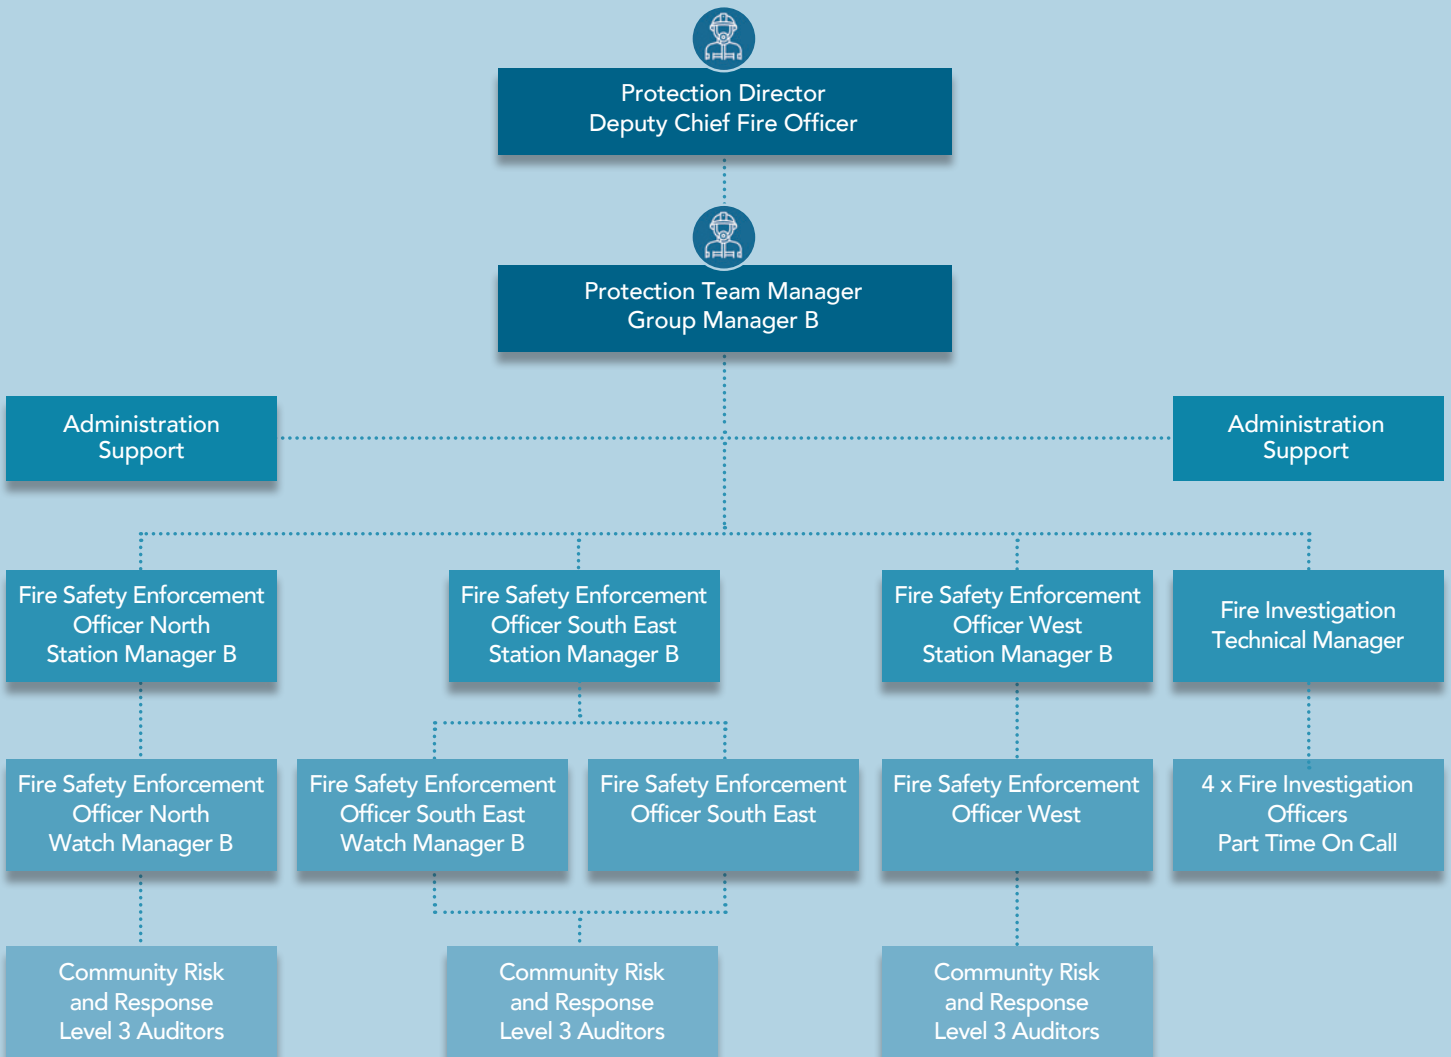 Protection Director
Deputy Chief Fire Officer
Protection Team Manager
Group Manager B
Administration
Support
Administration
Support
Fire Safety Enforcement
Officer North
Station Manager B
Fire Safety Enforcement
Officer South East
Station Manager B
Fire Safety Enforcement
Officer West
Station Manager B
Fire Investigation
Technical Manager
Fire Safety Enforcement
Officer North
Watch Manager B
Fire Safety Enforcement
Officer South East
Watch Manager B
Fire Safety Enforcement
Officer South East
Fire Safety Enforcement
Officer West
4 x Fire Investigation
Officers
Part Time On Call
Community Risk
and Response
Level 3 Auditors
Community Risk
and Response
Level 3 Auditors
Community Risk
and Response
Level 3 Auditors